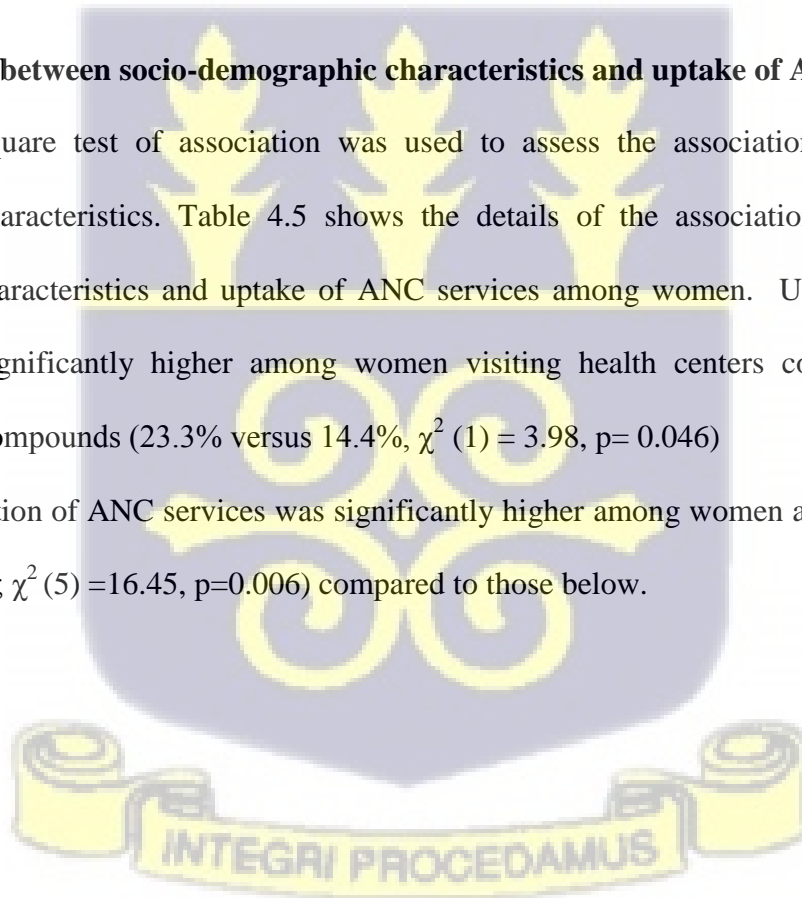 between socio-demographic characteristics and uptake of A
quare test of association was used to assess the association
aracteristics. Table 4.5 shows the details of the association
aracteristics and uptake of ANC services among women. U
gnificantly higher among women visiting health centers co
ompounds (23.3% versus 14.4%, χ² (1) = 3.98, p= 0.046)
tion of ANC services was significantly higher among women a
; χ² (5) =16.45, p=0.006) compared to those below.
INTEGRI PROCEDAMUS